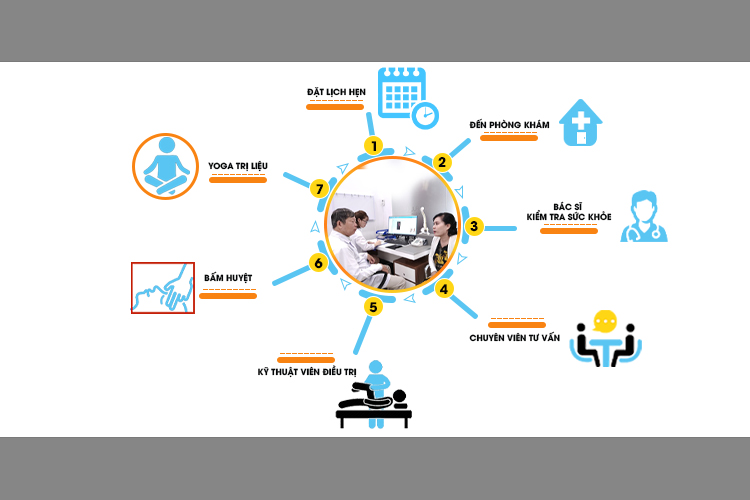 ĐẶT LỊCH HẸN
1
ĐẾN PHÒNG KHÁM
2
BÁC SĨ
KIỂM TRA SỨC KHỎE
3
4
CHUYÊN VIÊN TƯ VẤN
5
KỸ THUẬT VIÊN ĐIỀU TRỊ
6
BẤM HUYỆT
7
YOGA TRỊ LIỆU